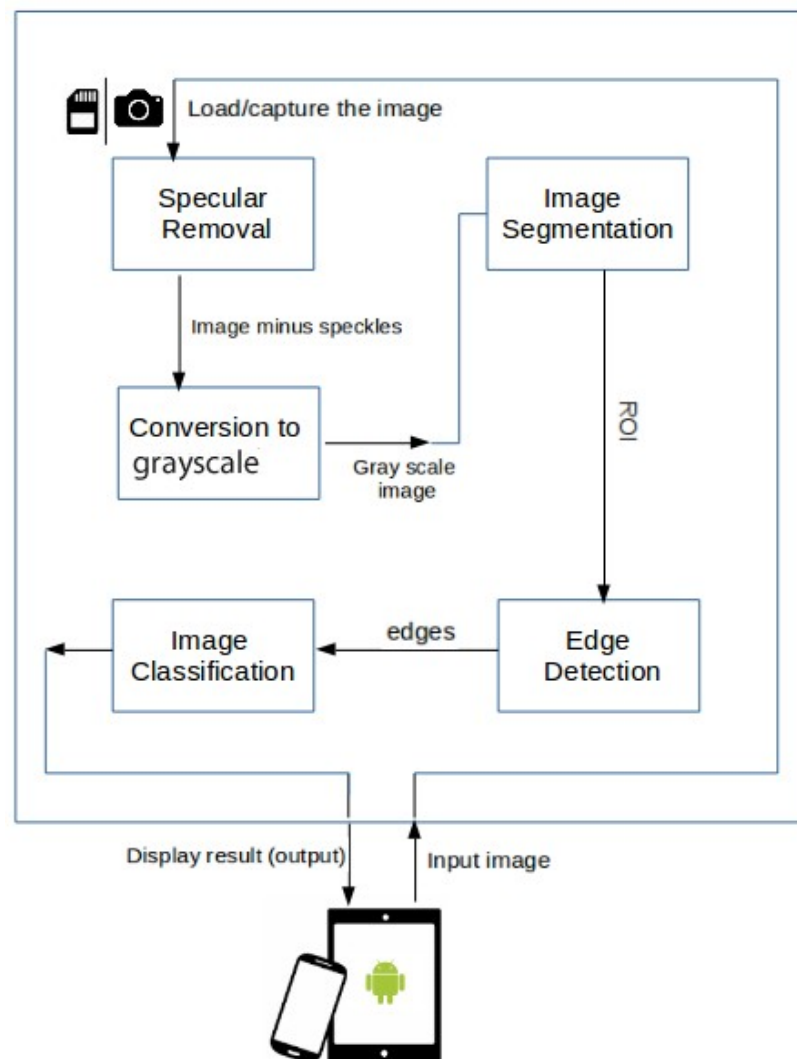 Load/capture the image
Specular
Removal
Image
Segmentation
Image minus speckles
Conversion to
grayscale
Gray scale
image
ROI
Image
Classification
edges
Edge
Detection
Display result (output)
Input image